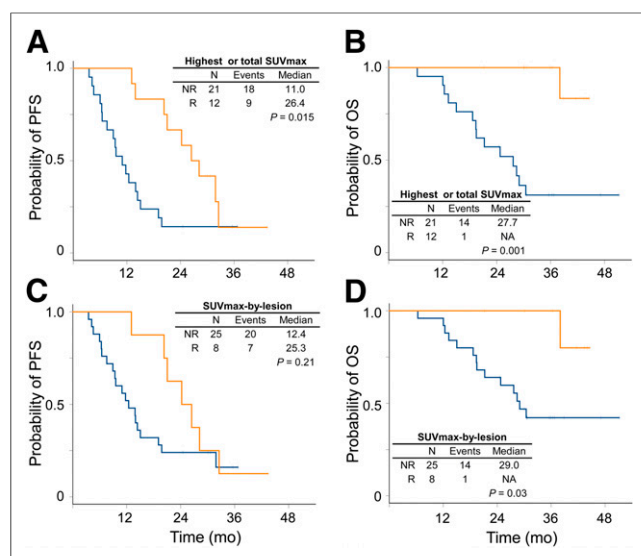 A
Probability of PFS
1.0
0.5
0
12 24 36 48
Highest or total SUVmax
N Events Median
NR 21 18 11.0
R 12 9 26.4
P = 0.015
B
Probability of OS
1.0
0.5
0
12 24 36 48
Highest or total SUVmax
N Events Median
NR 21 14 27.7
R 12 1 NA
P = 0.001
C
Probability of PFS
1.0
0.5
0
12 24 36 48
Time (mo)
SUVmax-by-lesion
N Events Median
NR 25 20 12.4
R 8 7 25.3
P = 0.21
D
Probability of OS
1.0
0.5
0
12 24 36 48
Time (mo)
SUVmax-by-lesion
N Events Median
NR 25 14 29.0
R 8 1 NA
P = 0.03